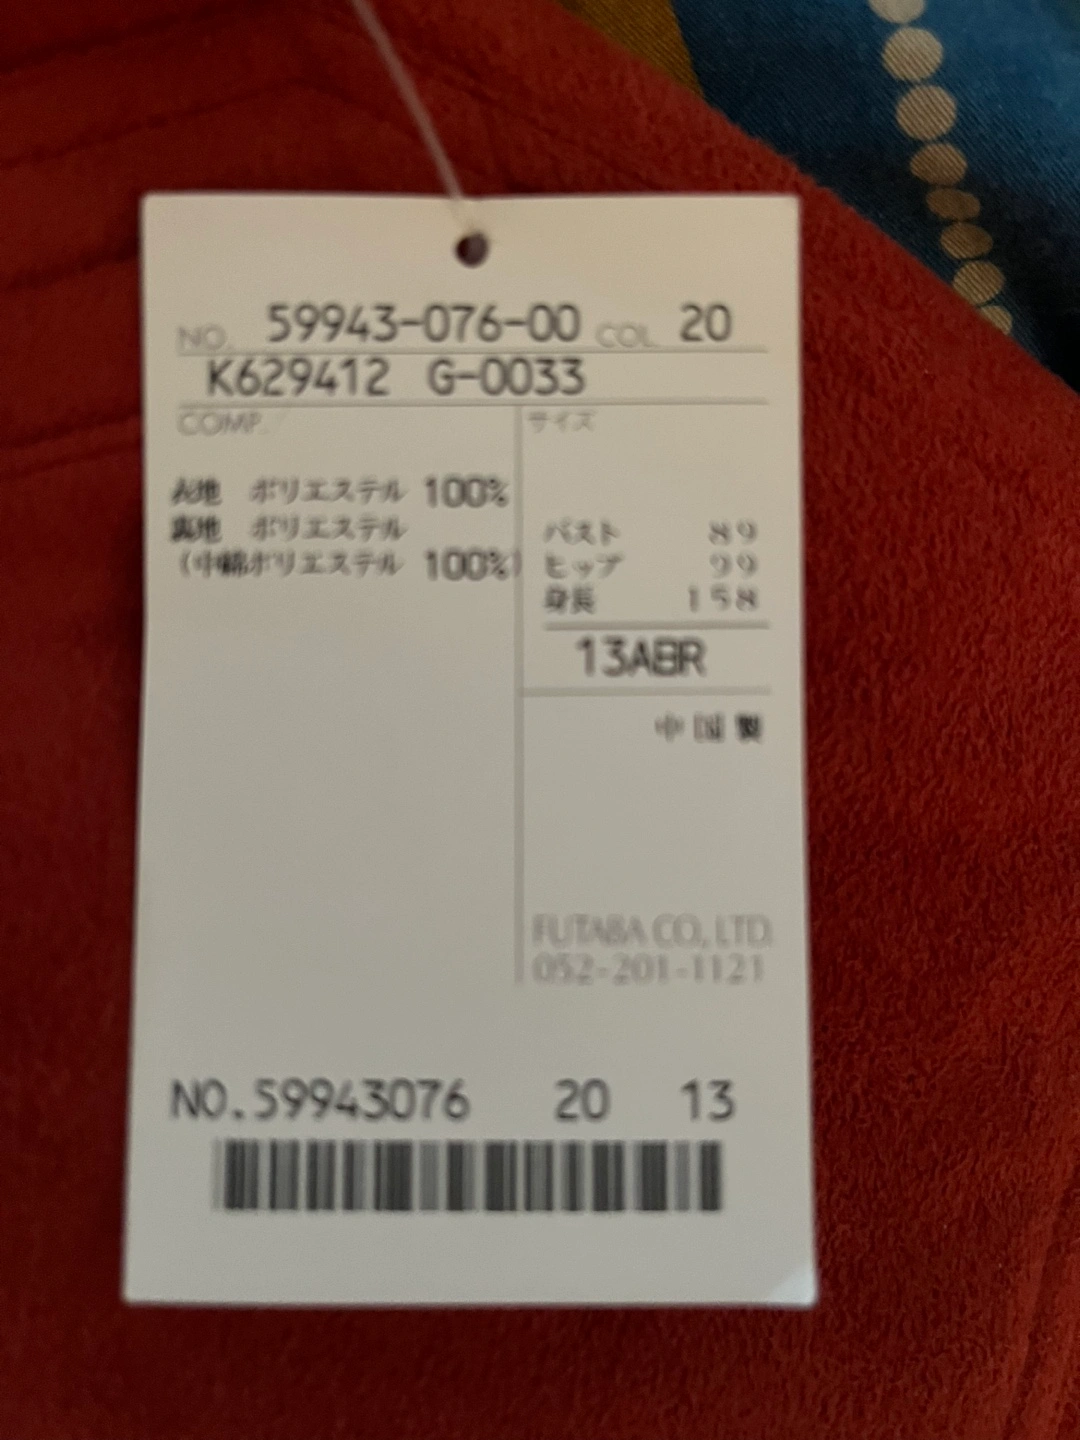 NO. 59943-076-00 COL 20
K629412 G-0033
COMP.
表地 ポリエステル 100%
裏地 ポリエステル
(中綿ポリエステル 100%)
サイズ
バスト 89
ヒップ 99
身長 158
13ABR
中国製
FUTABA CO., LTD.
052-201-1121
NO.59943076 20 13